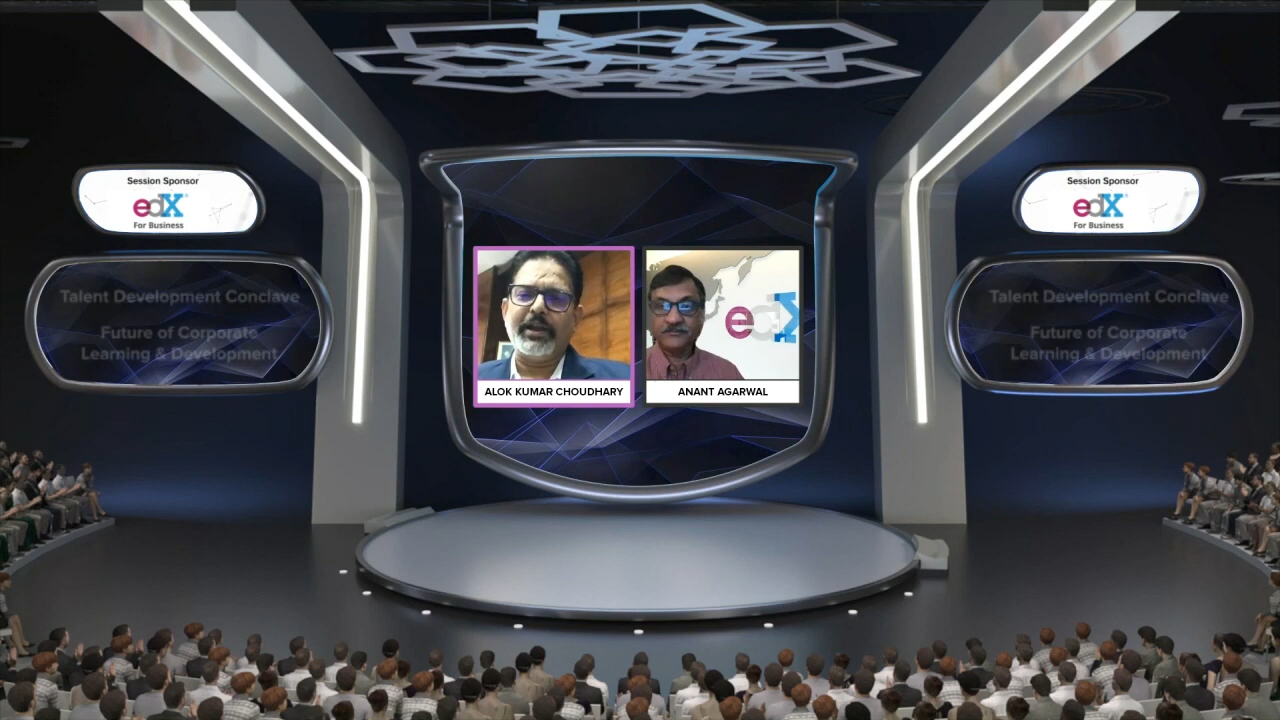 Session Sponsor
edX
For Business
Talent Development Conclave
Future of Corporate
Learning & Development
ALOK KUMAR CHOUDHARY
ANANT AGARWAL
edX
Session Sponsor
edX
For Business
Talent Development Conclave
Future of Corporate
Learning & Development